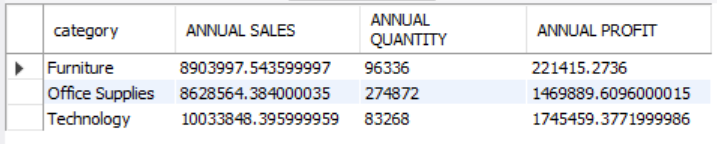 category ANNUAL SALES ANNUAL QUANTITY ANNUAL PROFIT
Furniture 8903997.543599997 96336 221415.2736
Office Supplies 8628564.384000035 274872 1469889.6096000015
Technology 10033848.395999959 83268 1745459.3771999986